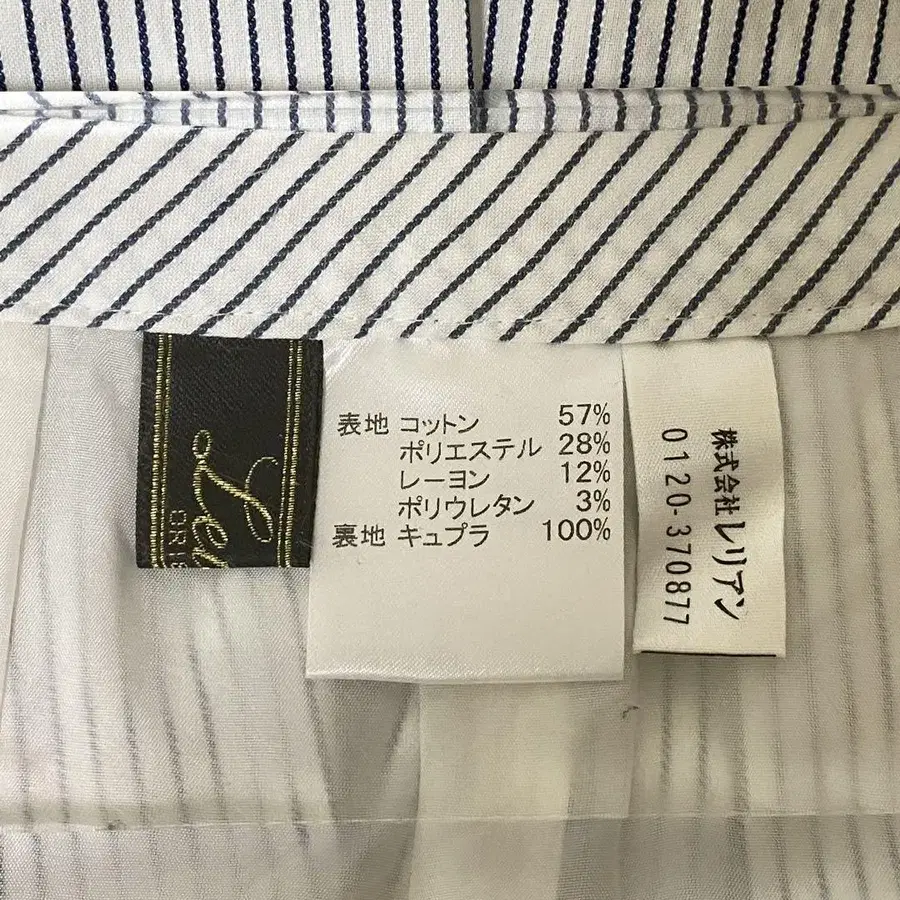 表地 コットン 57%
ポリエステル 28%
レーヨン 12%
ポリウレタン 3%
裏地 キュプラ 100%
株式会社レリアン
0120-370877